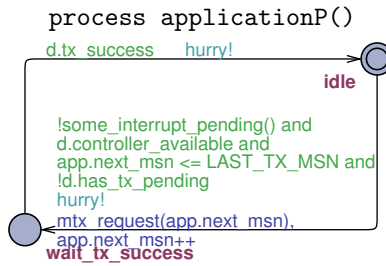 process applicationP()
d.tx_success hurry!
idle
!some_interrupt_pending() and
d.controller_available and
app.next_msn <= LAST_TX_MSN and
!d.has_tx_pending
hurry!
mtx_request(app.next_msn),
app.next_msn++
wait_tx_success